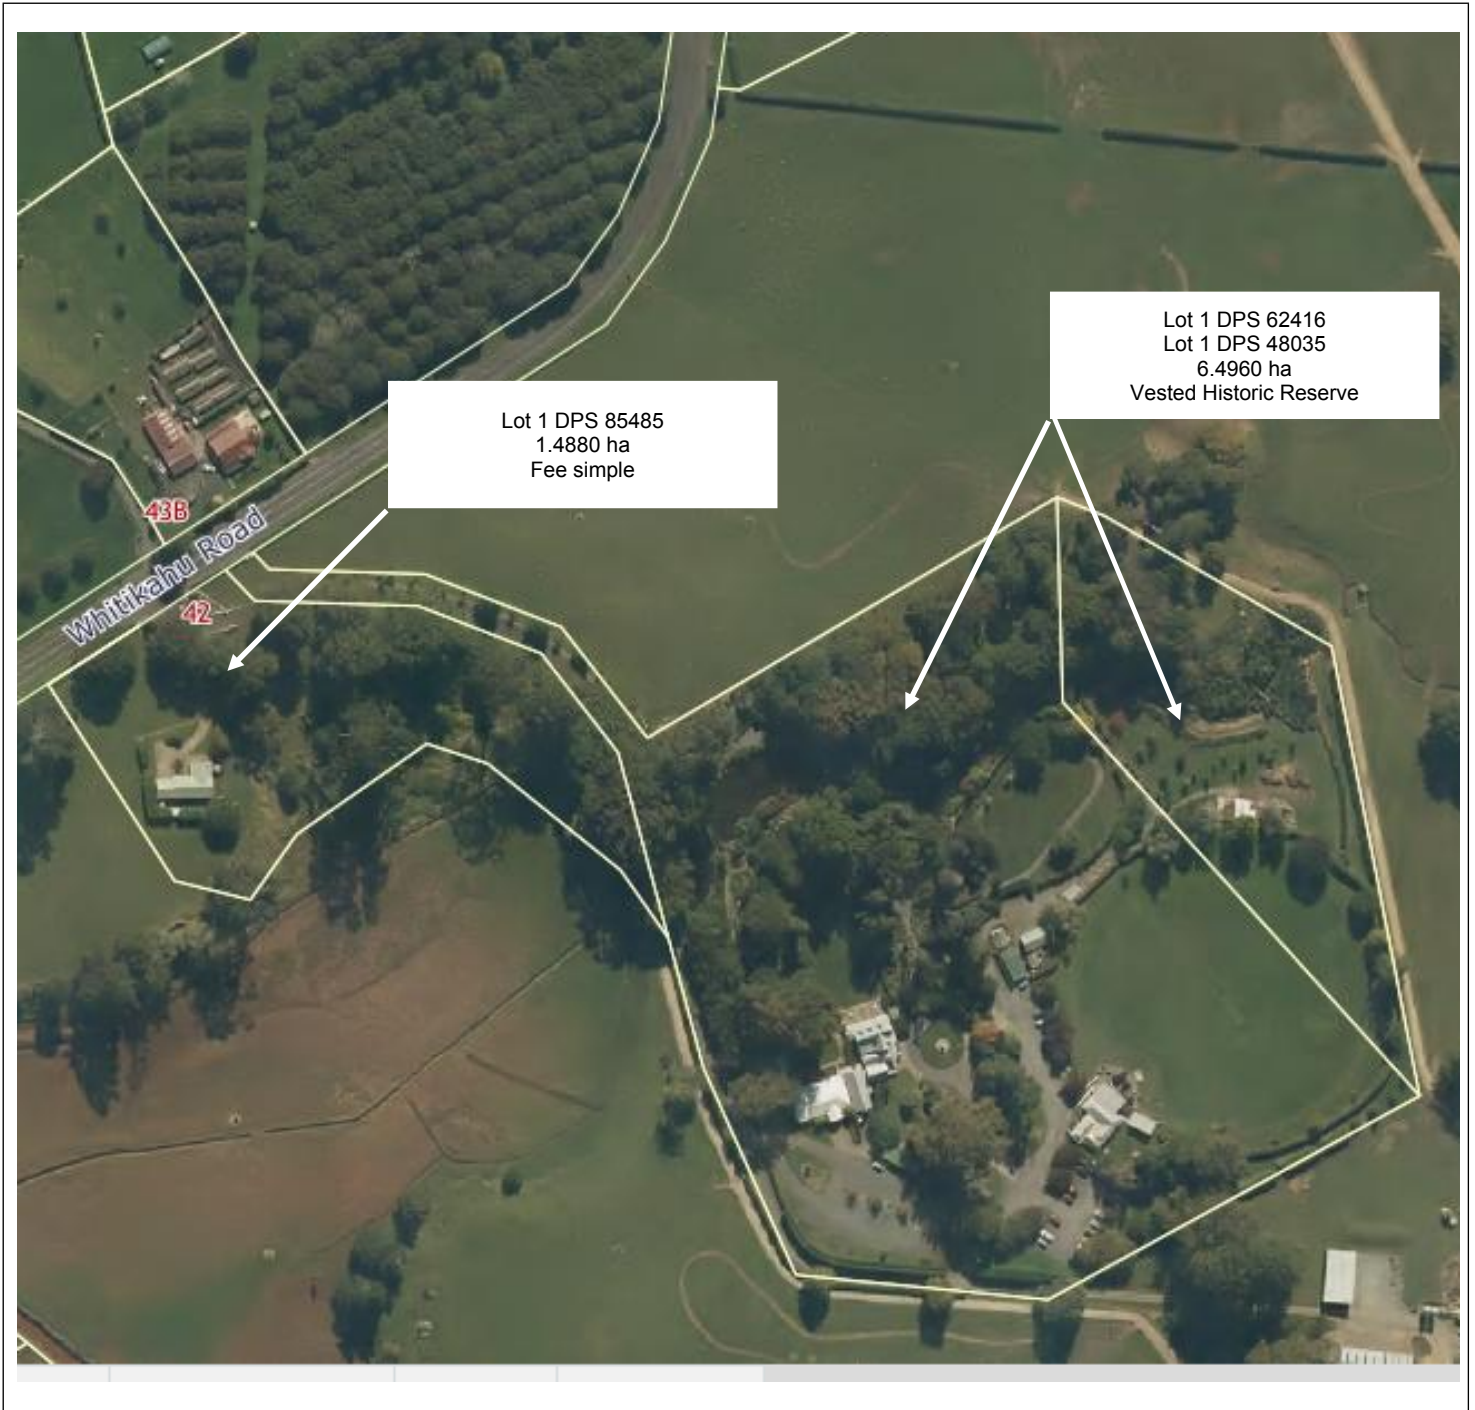 Lot 1 DPS 62416
Lot 1 DPS 48035
6.4960 ha
Vested Historic Reserve
Lot 1 DPS 85485
1.4880 ha
Fee simple
43B
Whitikahu Road
42